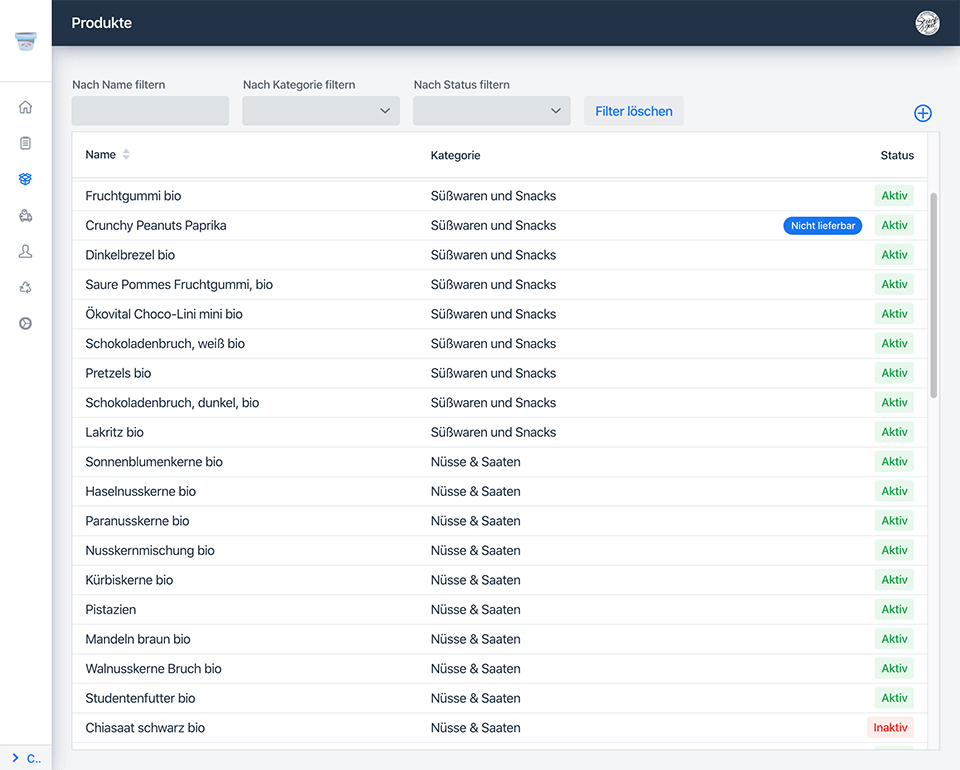 Produkte
Nach Name filtern Nach Kategorie filtern Nach Status filtern
Filter löschen
Name Kategorie Status
Fruchtgummi bio Süßwaren und Snacks Aktiv
Crunchy Peanuts Paprika Süßwaren und Snacks Nicht lieferbar Aktiv
Dinkelbrezel bio Süßwaren und Snacks Aktiv
Saure Pommes Fruchtgummi, bio Süßwaren und Snacks Aktiv
Ökovital Choco-Lini mini bio Süßwaren und Snacks Aktiv
Schokoladenbruch, weiß bio Süßwaren und Snacks Aktiv
Pretzels bio Süßwaren und Snacks Aktiv
Schokoladenbruch, dunkel, bio Süßwaren und Snacks Aktiv
Lakritz bio Süßwaren und Snacks Aktiv
Sonnenblumenkerne bio Nüsse & Saaten Aktiv
Haselnusskerne bio Nüsse & Saaten Aktiv
Paranusskerne bio Nüsse & Saaten Aktiv
Nusskernmischung bio Nüsse & Saaten Aktiv
Kürbiskerne bio Nüsse & Saaten Aktiv
Pistazien Nüsse & Saaten Aktiv
Mandeln braun bio Nüsse & Saaten Aktiv
Walnusskerne Bruch bio Nüsse & Saaten Aktiv
Studentenfutter bio Nüsse & Saaten Aktiv
Chiasaat schwarz bio Nüsse & Saaten Inaktiv
C..